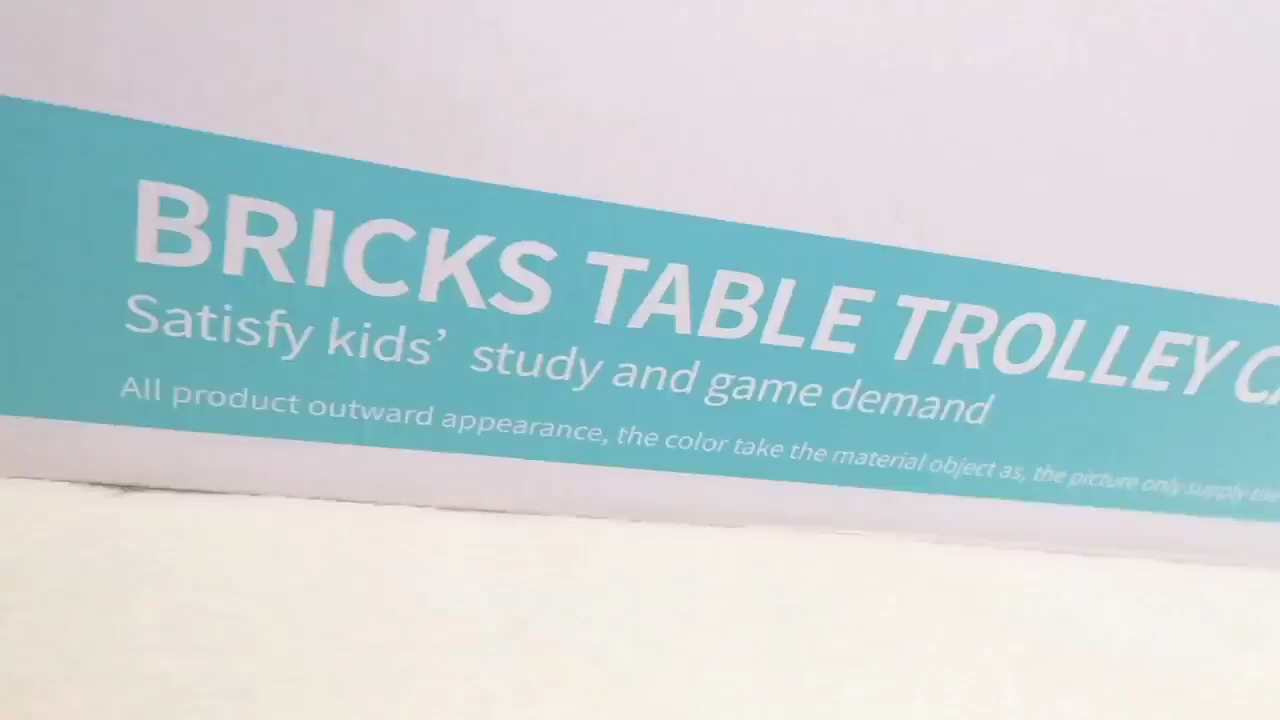 BRICKS TABLE TROLLEY
Satisfy kids' study and game demand
All product outward appearance, the color take the material object as, the picture only supply the